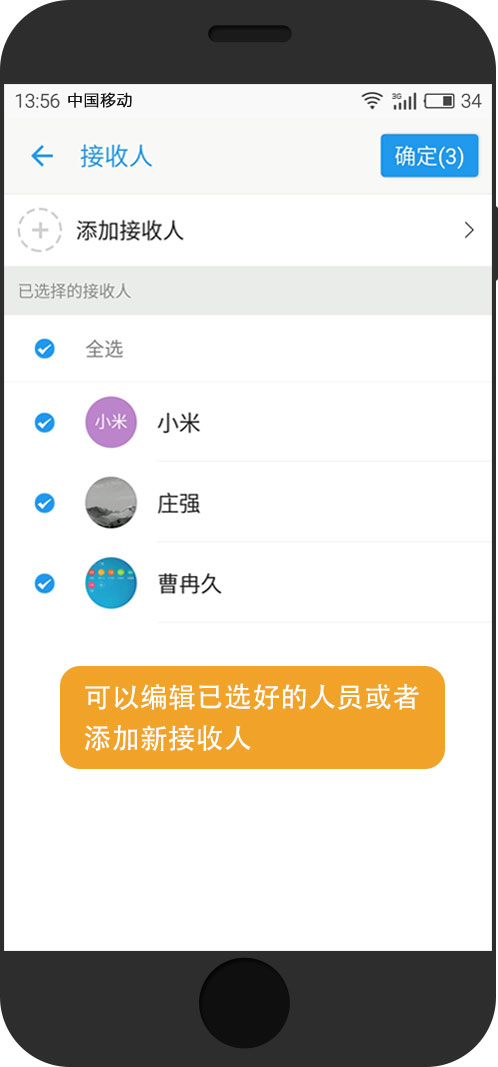 13:56 中国移动 3G 34
接收人 确定(3)
添加接收人
已选择的接收人
全选
小米 小米
庄强
曹冉久
可以编辑已选好的人员或者
添加新接收人